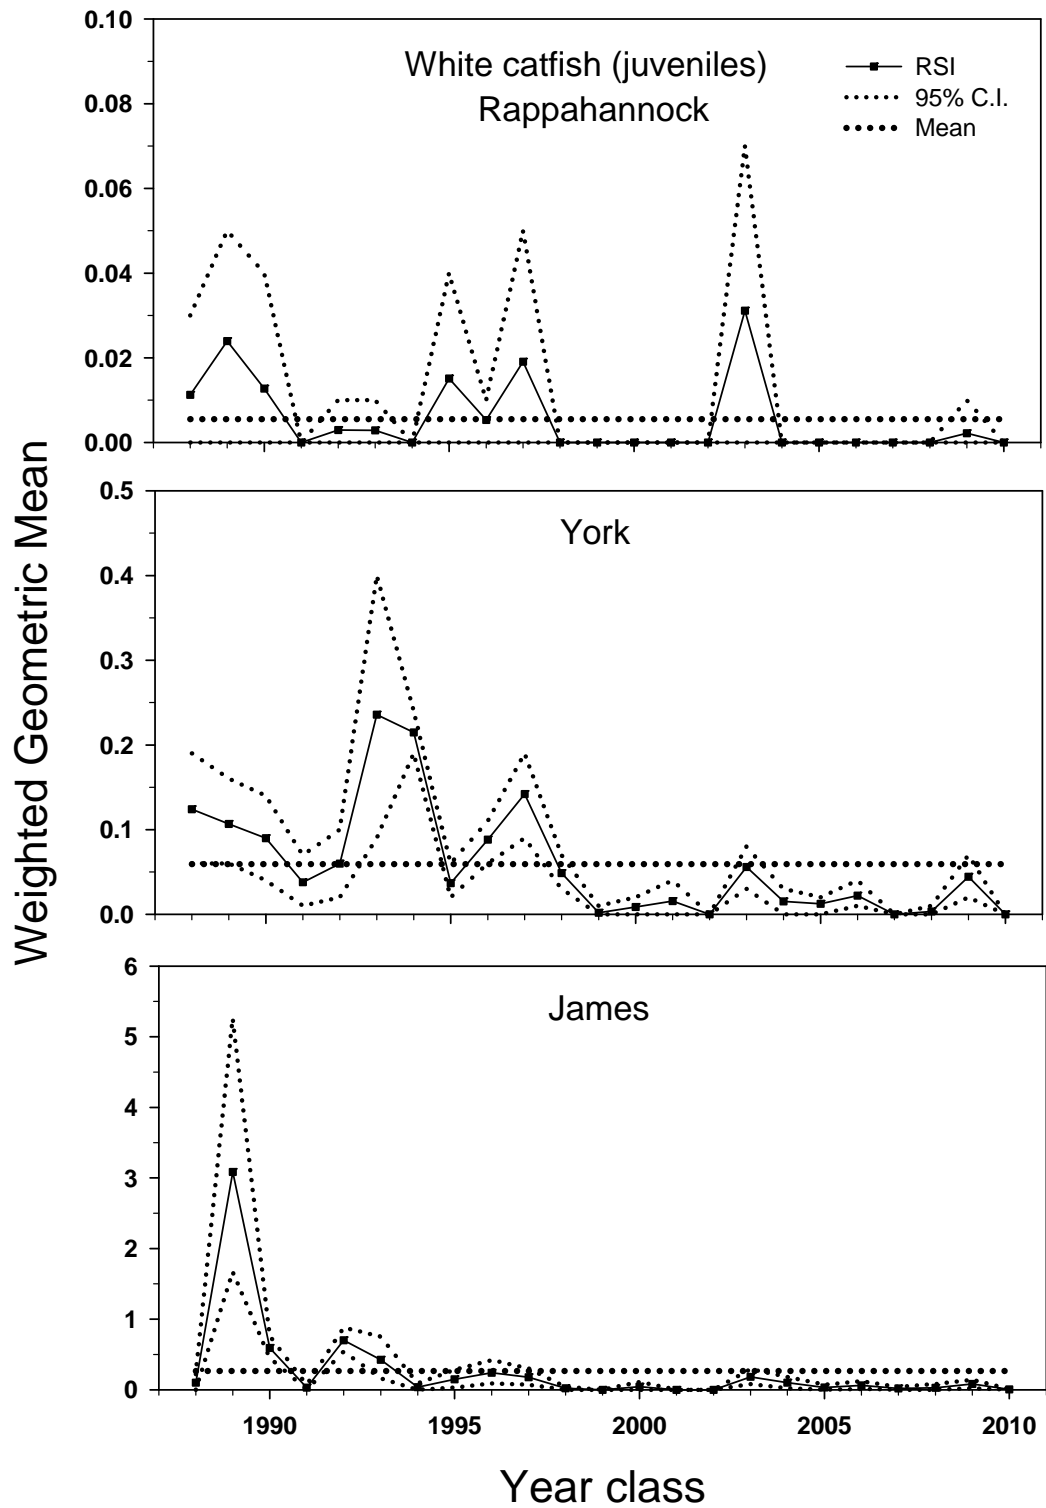 White catfish (juveniles)
Rappahannock
RSI
95% C.I.
Mean
0.10
0.08
0.06
0.04
0.02
0.00
Weighted Geometric Mean
York
0.5
0.4
0.3
0.2
0.1
0.0
James
6
5
4
3
2
1
0
1990 1995 2000 2005 2010
Year class